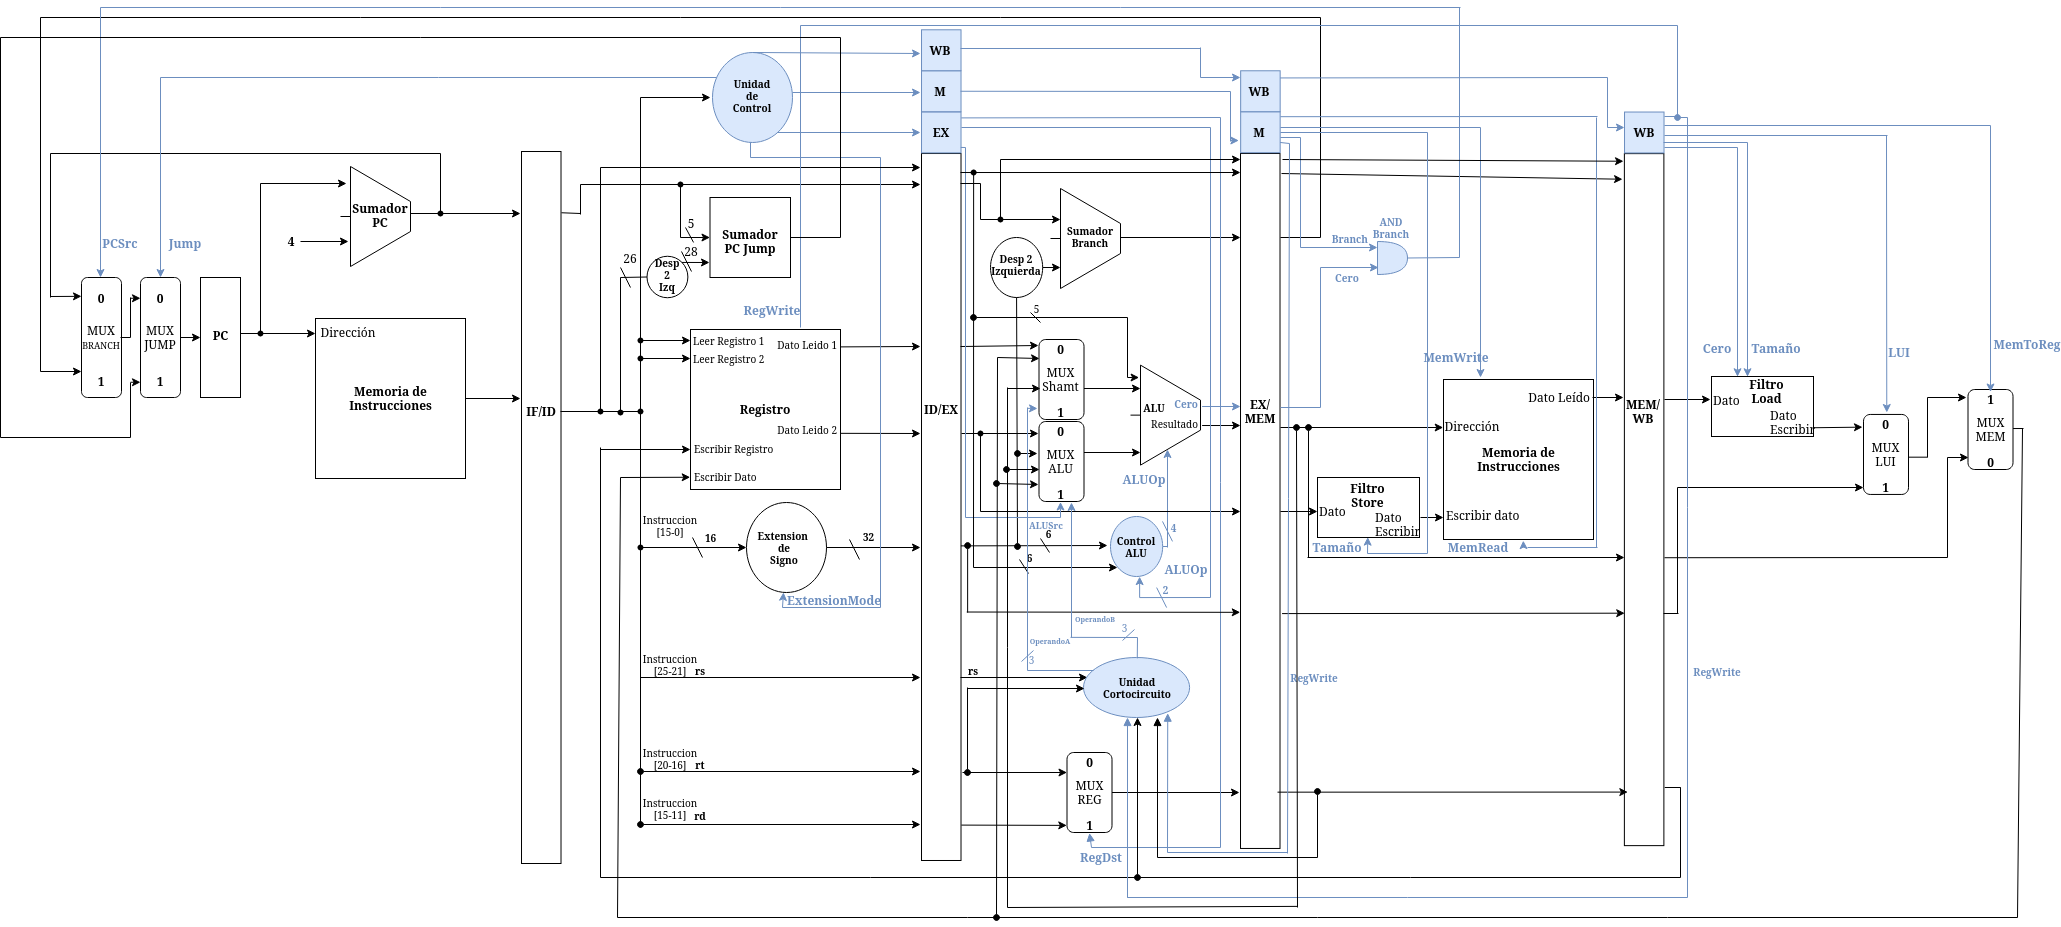 WB
M
EX
Unidad
de
Control
WB
M
WB
PCSrc
Jump
Sumador
PC
4
5
28
26
Sumador
PC Jump
Desp
2
Izq
Sumador
Branch
Desp 2
Izquierda
AND
Branch
Branch
Cero
0
MUX
BRANCH
1
0
MUX
JUMP
1
PC
Dirección
Memoria de
Instrucciones
IF/ID
RegWrite
Leer Registro 1
Leer Registro 2
Dato Leido 1
Registro
Dato Leido 2
Escribir Registro
Escribir Dato
ID/EX
5
0
MUX
Shamt
1
0
MUX
ALU
1
ALU
Cero
Resultado
ALUOp
EX/
MEM
MemWrite
Dato Leído
Dirección
Memoria de
Instrucciones
Escribir dato
MemRead
Filtro
Store
Dato
Dato
Escribir
Tamaño
MEM/
WB
Cero
Tamaño
Filtro
Load
Dato
Dato
Escribir
LUI
0
MUX
LUI
1
MemToReg
1
MUX
MEM
0
Instruccion
[15-0]
16
Extension
de
Signo
32
ExtensionMode
ALUSrc
6
6
Control
ALU
4
ALUOp
2
OperandoB
3
OperandoA
3
Instruccion
[25-21] rs
rs
Unidad
Cortocircuito
RegWrite
RegWrite
Instruccion
[20-16] rt
Instruccion
[15-11] rd
0
MUX
REG
1
RegDst